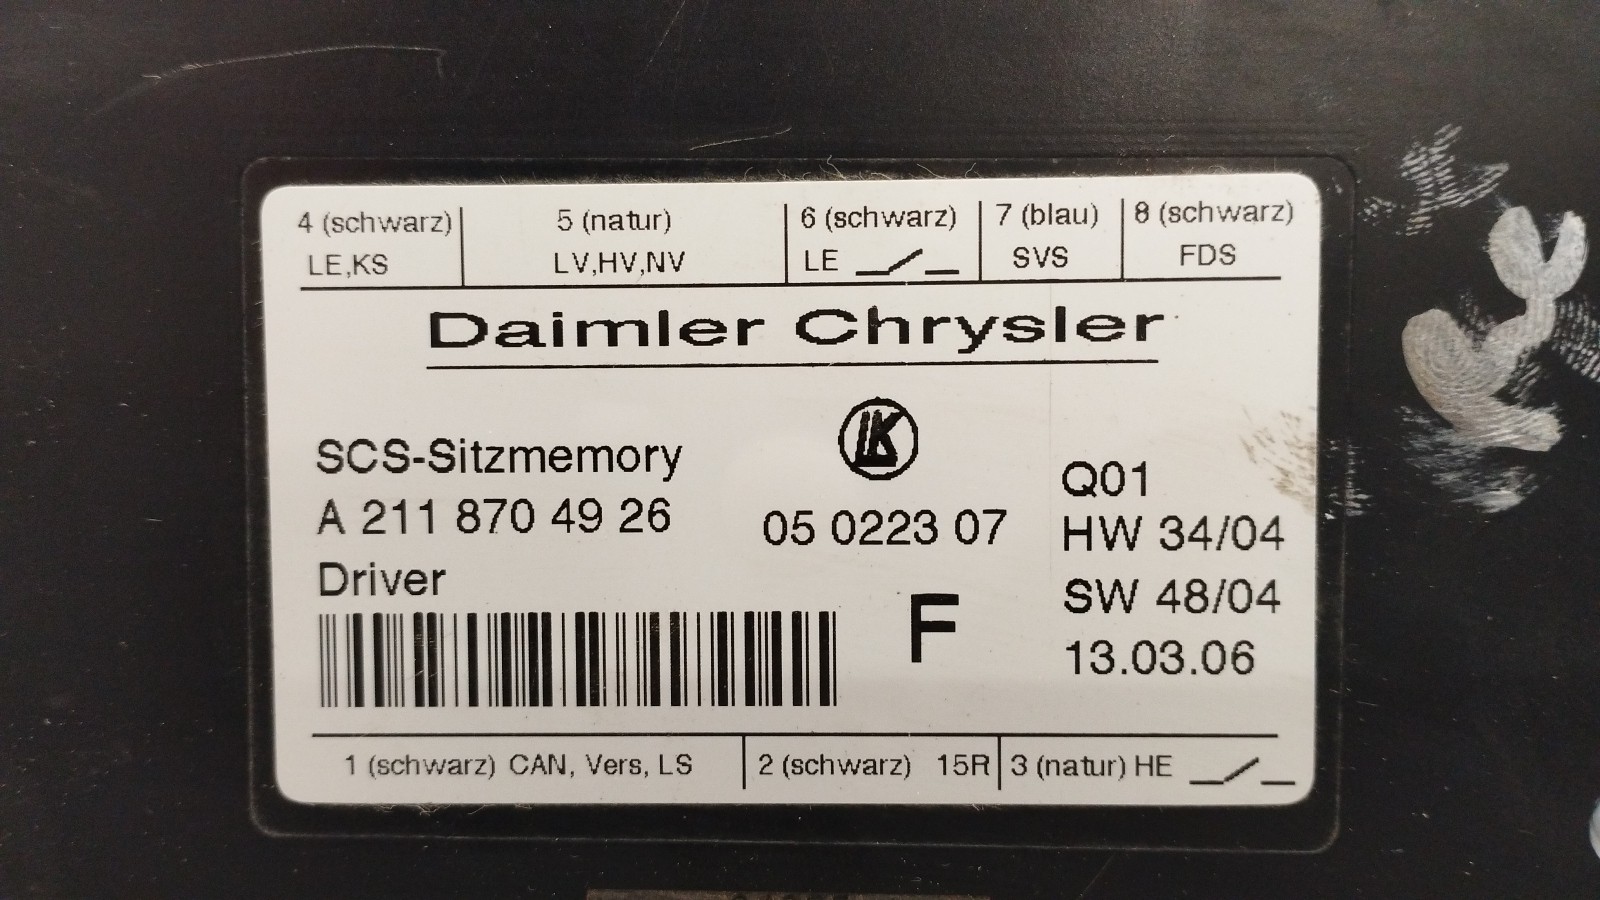 4 (schwarz) 5 (natur) 6 (schwarz) 7 (blau) 8 (schwarz)
LE,KS LV,HV,NV LE SVS FDS
Daimler Chrysler
LK
SCS-Sitzmemory
A 211 870 49 26
Driver
05 0223 07
F
Q01
HW 34/04
SW 48/04
13.03.06
1 (schwarz) CAN, Vers, LS 2 (schwarz) 15R 3 (natur) HE